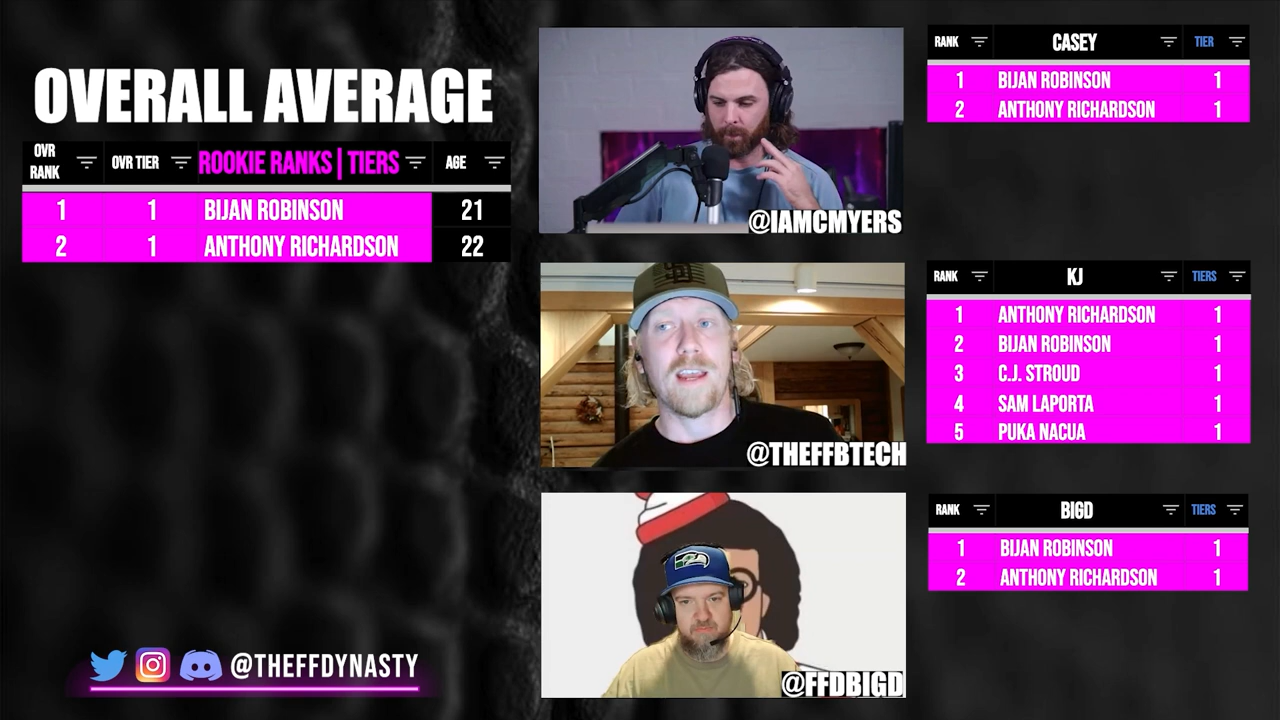 OVERALL AVERAGE
OVR RANK OVR TIER ROOKIE RANKS | TIERS AGE
1 1 BIJAN ROBINSON 21
2 1 ANTHONY RICHARDSON 22
@THEFFDYNASTY
@IAMCMYERS
@THEFFBTECH
@FFDBIGD
RANK CASEY TIER
1 BIJAN ROBINSON 1
2 ANTHONY RICHARDSON 1
RANK KJ TIERS
1 ANTHONY RICHARDSON 1
2 BIJAN ROBINSON 1
3 C.J. STROUD 1
4 SAM LAPORTA 1
5 PUKA NACUA 1
RANK BIGD TIERS
1 BIJAN ROBINSON 1
2 ANTHONY RICHARDSON 1